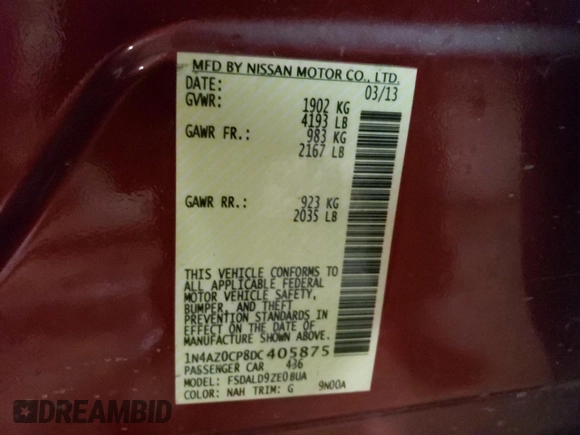 MFD BY NISSAN MOTOR CO., LTD.
DATE: 03/13
GVWR: 1902 KG
4193 LB
GAWR FR.: 983 KG
2167 LB
GAWR RR.: 923 KG
2035 LB
THIS VEHICLE CONFORMS TO
ALL APPLICABLE FEDERAL
MOTOR VEHICLE SAFETY,
BUMPER, AND THEFT
PREVENTION STANDARDS IN
EFFECT ON THE DATE OF
MFR SHOWN ABOVE.
1N4AZ0CP8DC405875
PASSENGER CAR 436
MODEL: FSDALD9ZE0BUA
COLOR: NAH TRIM: G 9N00A
DREAMBID